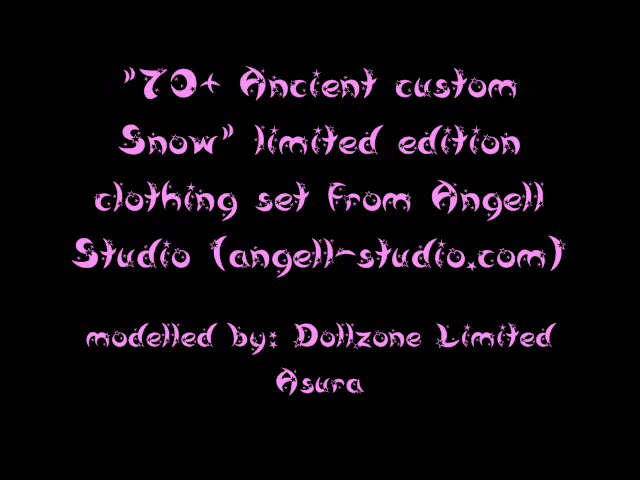 "70+ Ancient custom
Snow" limited edition
clothing set from Angell
Studio (angell-studio.com)
modelled by: Dollzone Limited
Asura